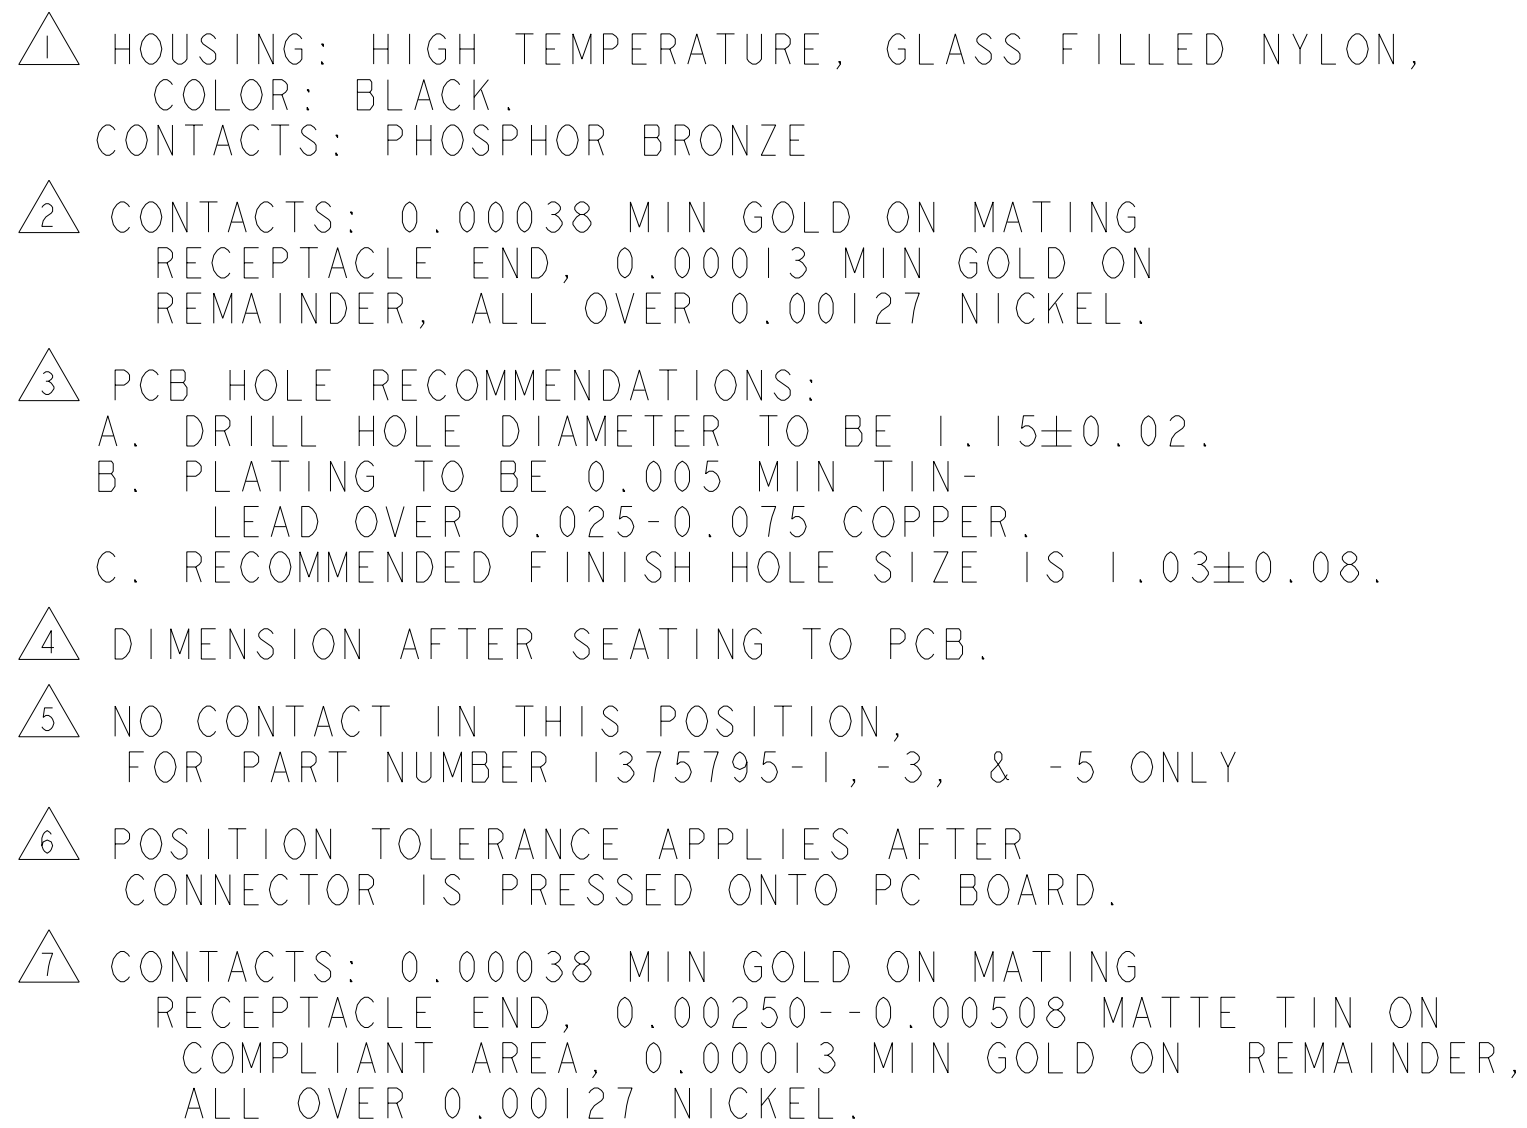 1 HOUSING: HIGH TEMPERATURE, GLASS FILLED NYLON,
COLOR: BLACK.
CONTACTS: PHOSPHOR BRONZE
2 CONTACTS: 0.00038 MIN GOLD ON MATING
RECEPTACLE END, 0.00013 MIN GOLD ON
REMAINDER, ALL OVER 0.00127 NICKEL.
3 PCB HOLE RECOMMENDATIONS:
A. DRILL HOLE DIAMETER TO BE 1.15±0.02.
B. PLATING TO BE 0.005 MIN TIN-
LEAD OVER 0.025-0.075 COPPER.
C. RECOMMENDED FINISH HOLE SIZE IS 1.03±0.08.
4 DIMENSION AFTER SEATING TO PCB.
5 NO CONTACT IN THIS POSITION,
FOR PART NUMBER 1375795-1,-3, & -5 ONLY
6 POSITION TOLERANCE APPLIES AFTER
CONNECTOR IS PRESSED ONTO PC BOARD.
7 CONTACTS: 0.00038 MIN GOLD ON MATING
RECEPTACLE END, 0.00250--0.00508 MATTE TIN ON
COMPLIANT AREA, 0.00013 MIN GOLD ON REMAINDER,
ALL OVER 0.00127 NICKEL.